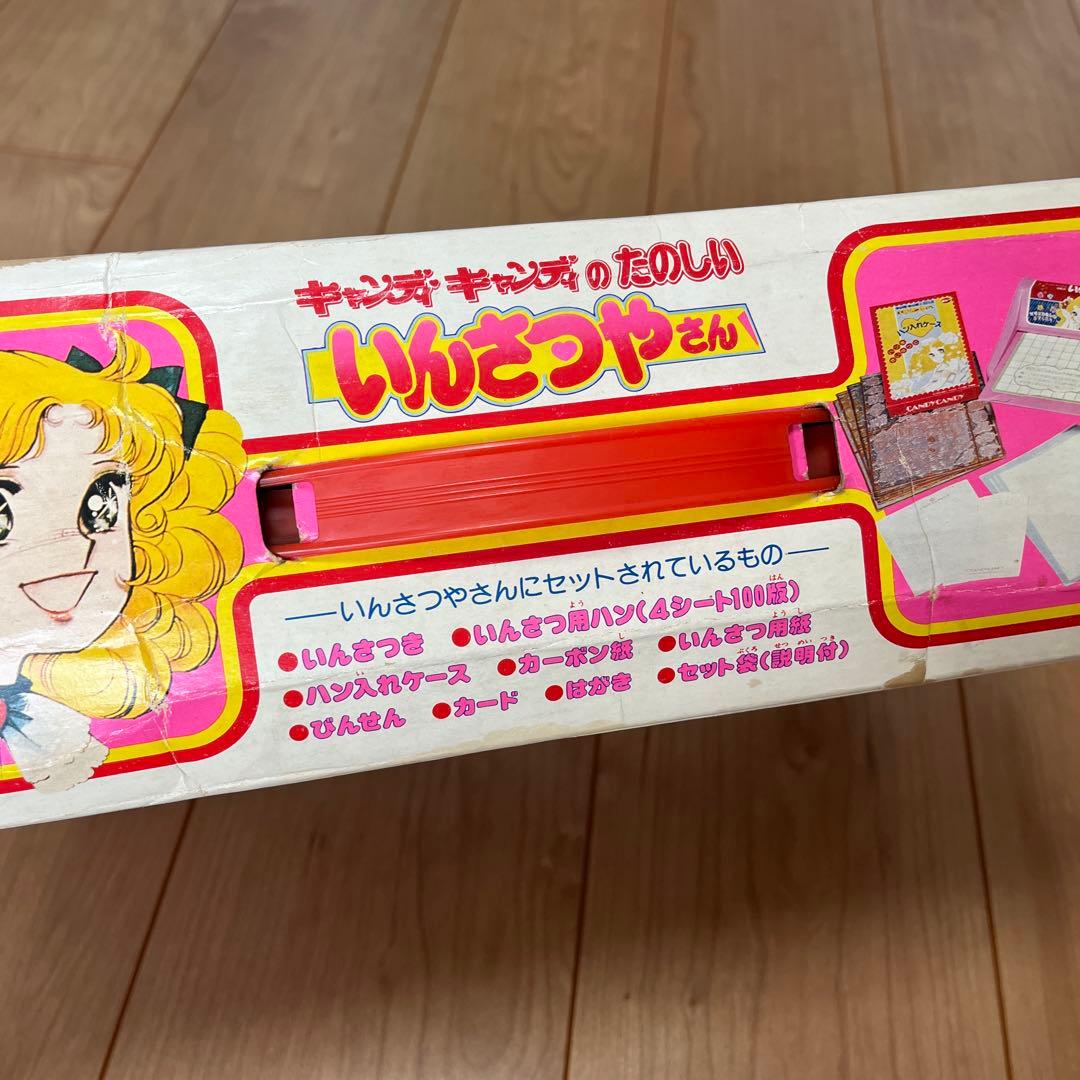 キャンディ・キャンディのたのしい
いんさつやさん
ハン入れケース
CANDYCANDY
いんさつやさんにセットされているもの
●いんさつき ●いんさつ用ハン(4シート100版)
●ハン入れケース ●カーボン紙 ●いんさつ用紙
●びんせん ●カード ●はがき ●セット袋(説明付)